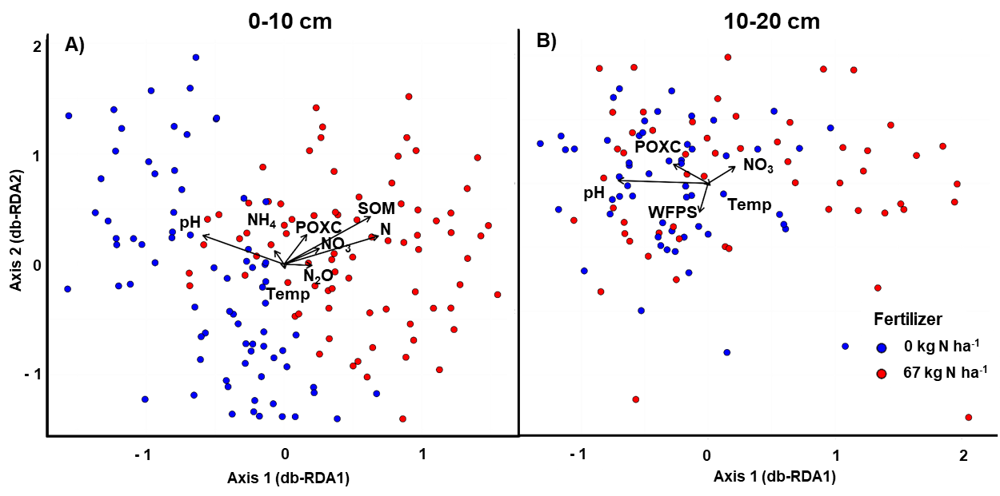 0-10 cm
10-20 cm
A)
B)
2
1
0
- 1
Axis 2 (db-RDA2)
pH
NH4
POXC
SOM
N
NO3
N2O
Temp
- 1
0
1
Axis 1 (db-RDA1)
POXC
NO3
pH
WFPS
Temp
Fertilizer
0 kg N ha-1
67 kg N ha-1
- 1
0
1
2
Axis 1 (db-RDA1)